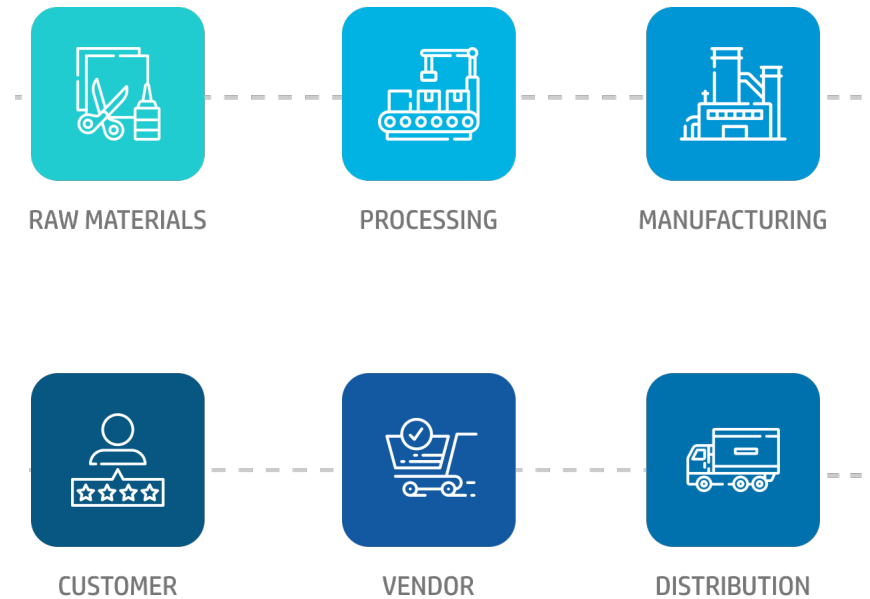 RAW MATERIALS
PROCESSING
MANUFACTURING
CUSTOMER
VENDOR
DISTRIBUTION